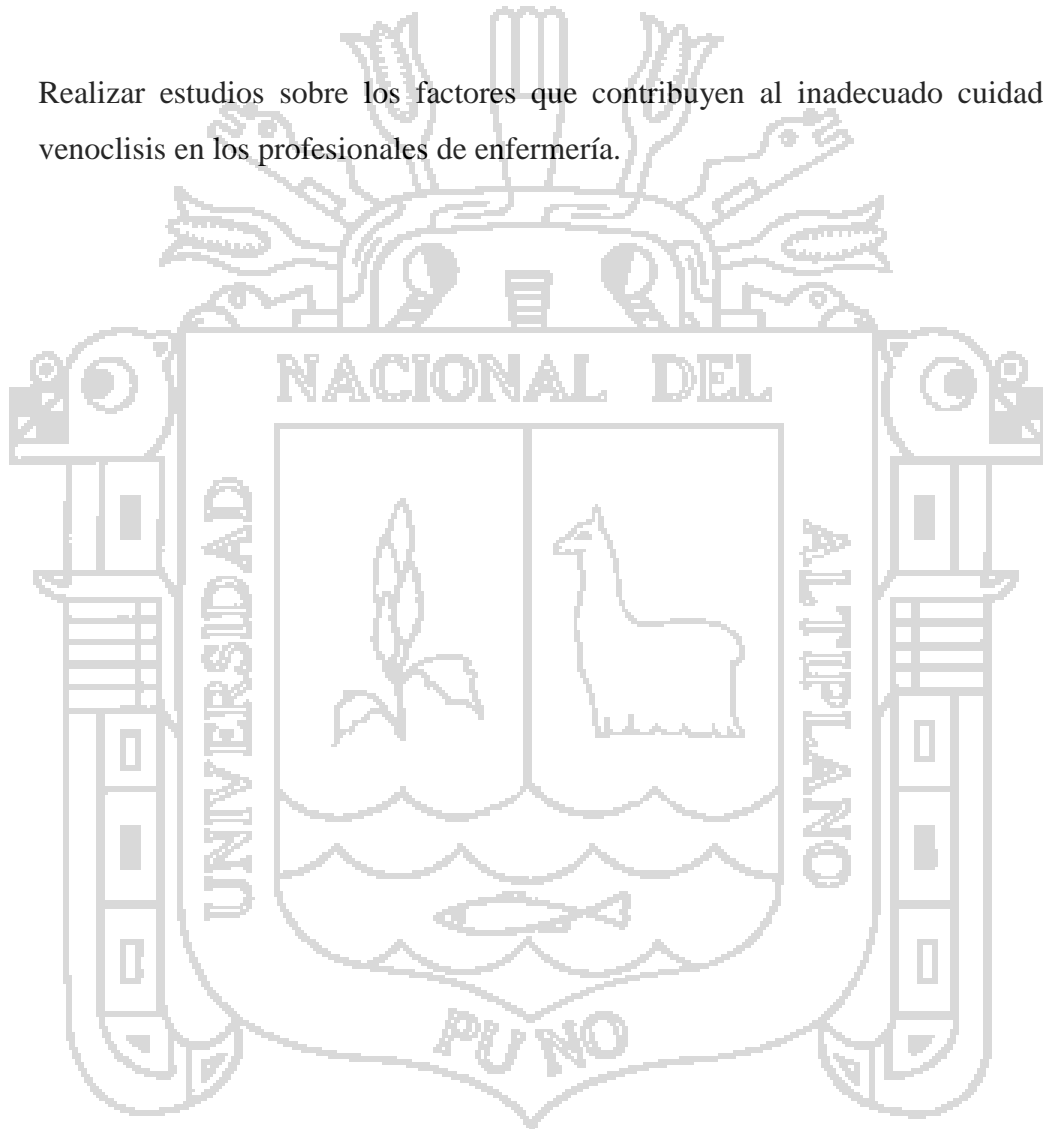 Realizar estudios sobre los factores que contribuyen al inadecuado cuidad
venoclisis en los profesionales de enfermería.
NACIONAL DEL
UNIVERSIDAD
ALTIPLANO
PUNO